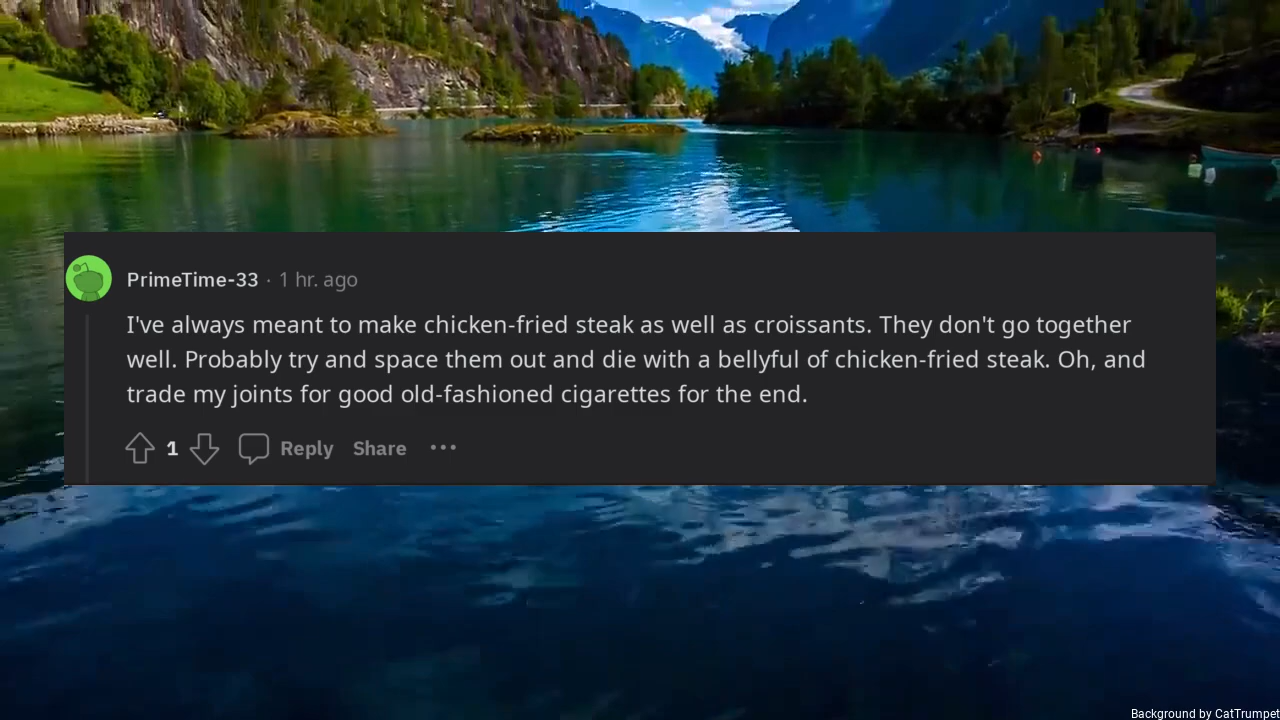 PrimeTime-33 · 1 hr. ago
I've always meant to make chicken-fried steak as well as croissants. They don't go together
well. Probably try and space them out and die with a bellyful of chicken-fried steak. Oh, and
trade my joints for good old-fashioned cigarettes for the end.
1 Reply Share ···
Background by CatTrumpet